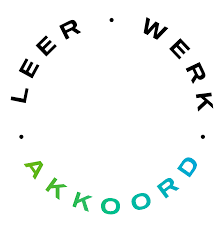 LEER · WERK · AKKOORD ·